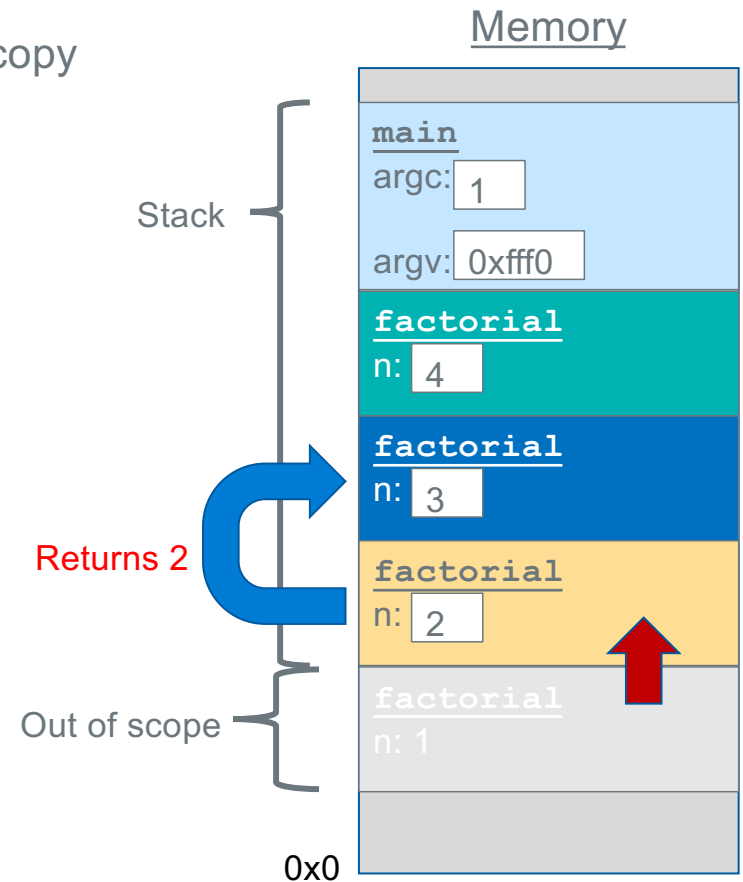 Memory
copy
main
argc: 1
Stack
argv: 0xfff0
factorial
n: 4
factorial
n: 3
Returns 2
factorial
n: 2
factorial
Out of scope
n: 1
0x0